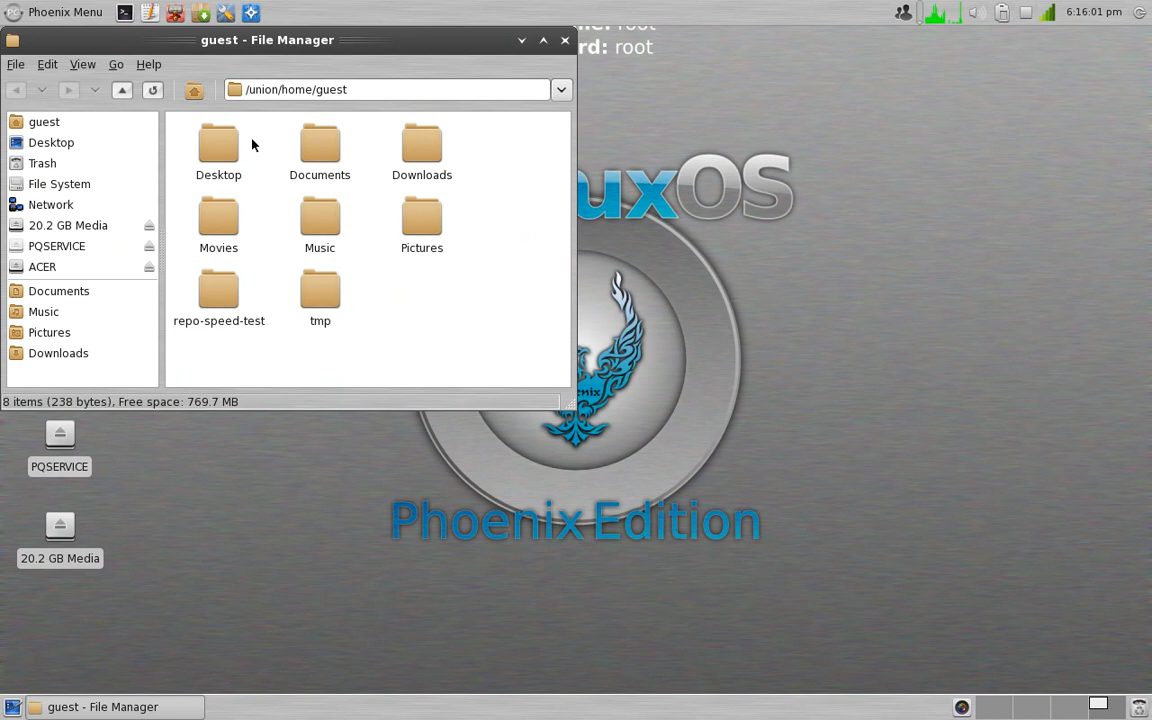 Phoenix Menu
6:16:01 pm
guest - File Manager
rd: root
File Edit View Go Help
/union/home/guest
guest
Desktop
Trash
File System
Network
20.2 GB Media
PQSERVICE
ACER
Documents
Music
Pictures
Downloads
Desktop Documents Downloads
Movies Music Pictures
repo-speed-test tmp
8 items (238 bytes), Free space: 769.7 MB
uxOS
Phoenix Edition
PQSERVICE
20.2 GB Media
guest - File Manager